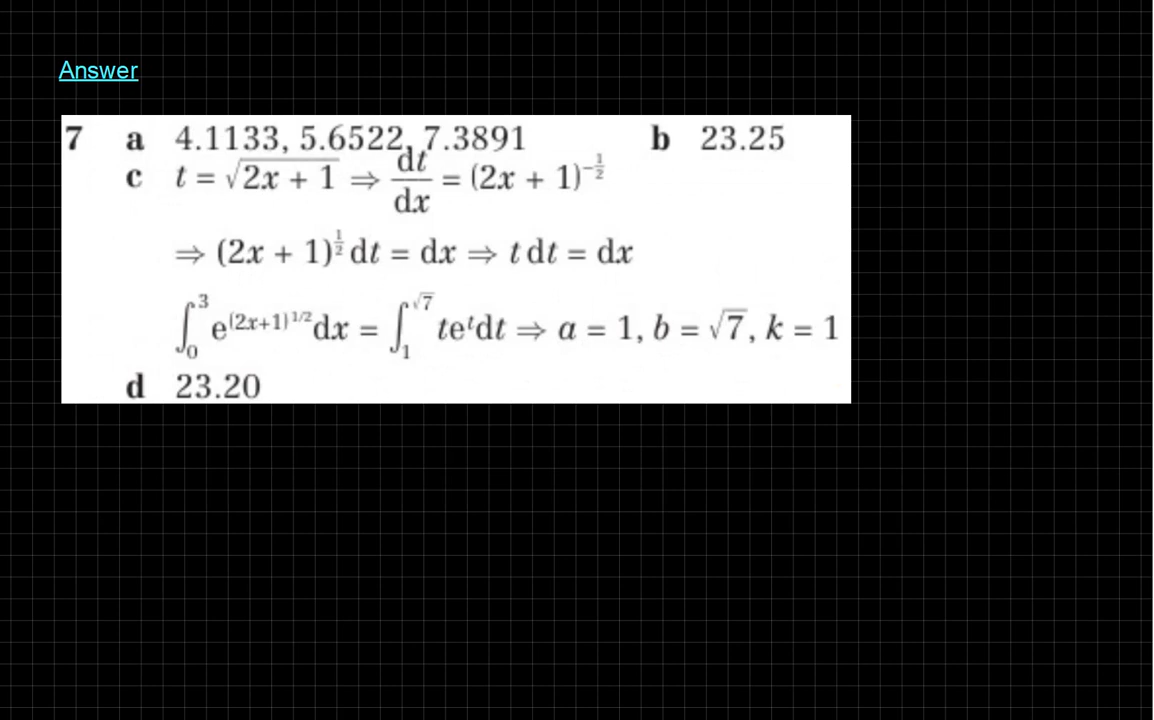 Answer
7 a 4.1133, 5.6522, 7.3891 b 23.25
c t = √(2x + 1) ⇒ dt/dx = (2x + 1)^(-1/2)
⇒ (2x + 1)^(1/2) dt = dx ⇒ t dt = dx
∫₀³ e^((2x+1)^(1/2)) dx = ∫₁^√7 te^t dt ⇒ a = 1, b = √7, k = 1
d 23.20